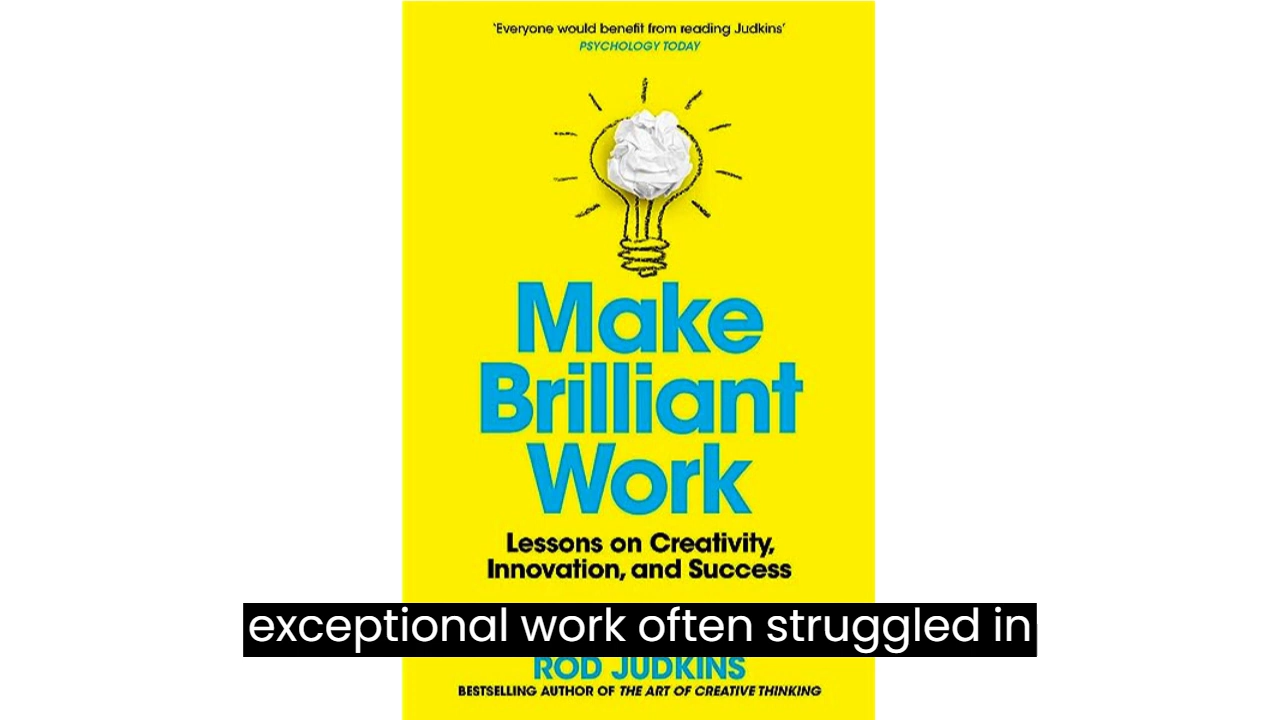 ‘Everyone would benefit from reading Judkins’
PSYCHOLOGY TODAY
Make
Brilliant
Work
Lessons on Creativity,
Innovation, and Success
exceptional work often struggled in
ROD JUDKINS
BESTSELLING AUTHOR OF THE ART OF CREATIVE THINKING